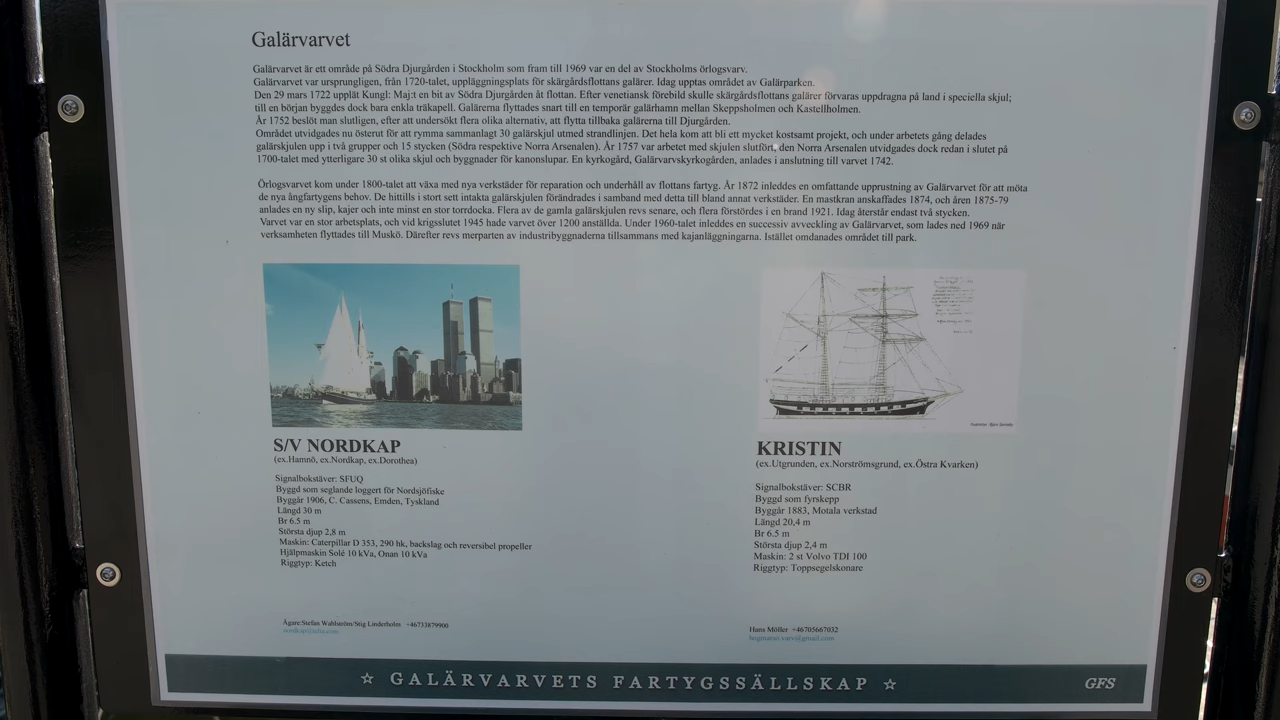 Galärvarvet
Galärvarvet är ett område på Södra Djurgården i Stockholm som fram till 1969 var en del av Stockholms örlogsvarv.
Galärvarvet var ursprungligen, från 1720-talet, uppläggningsplats för skärgårdsflottans galärer. Idag upptas området av Galärparken.
Den 29 mars 1722 upplät Kungl: Maj:t en bit av Södra Djurgården åt flottan. Efter venetiansk förebild skulle skärgårdsflottans galärer förvaras uppdragna på land i speciella skjul;
till en början byggdes dock bara enkla träkapell. Galärerna flyttades snart till en temporär galärhamn mellan Skeppsholmen och Kastellholmen.
År 1752 beslöt man slutligen, efter att undersökt flera olika alternativ, att flytta tillbaka galärerna till Djurgården.
Området utvidgades nu österut för att rymma sammanlagt 30 galärskjul utmed strandlinjen. Det hela kom att bli ett mycket kostsamt projekt, och under arbetets gång delades
galärskjulen upp i två grupper och 15 stycken (Södra respektive Norra Arsenalen). År 1757 var arbetet med skjulen slutfört, den Norra Arsenalen utvidgades dock redan i slutet på
1700-talet med ytterligare 30 st olika skjul och byggnader för kanonslupar. En kyrkogård, Galärvarvskyrkogården, anlades i anslutning till varvet 1742.
Örlogsvarvet kom under 1800-talet att växa med nya verkstäder för reparation och underhåll av flottans fartyg. År 1872 inleddes en omfattande upprustning av Galärvarvet för att möta
de nya ångfartygens behov. De hittills i stort sett intakta galärskjulen förändrades i samband med detta till bland annat verkstäder. En mastkran anskaffades 1874, och åren 1875-79
anlades en ny slip, kajer och inte minst en stor torrdocka. Flera av de gamla galärskjulen revs senare, och flera förstördes i en brand 1921. Idag återstår endast två stycken.
Varvet var en stor arbetsplats, och vid krigsslutet 1945 hade varvet över 1200 anställda. Under 1960-talet inleddes en successiv avveckling av Galärvarvet, som lades ned 1969 när
verksamheten flyttades till Muskö. Därefter revs merparten av industribyggnaderna tillsammans med kajanläggningarna. Istället omdanades området till park.
S/V NORDKAP
(ex.Hamnö, ex.Nordkap, ex.Dorothea)
Signalbokstäver: SFUQ
Byggd som seglande loggert för Nordsjöfiske
Byggår 1906, C. Cassens, Emden, Tyskland
Längd 30 m
Br 6.5 m
Största djup 2,8 m
Maskin: Caterpillar D 353, 290 hk, backslag och reversibel propeller
Hjälpmaskin Solé 10 kVa, Onan 10 kVa
Riggtyp: Ketch
Ägare:Stefan Wahlström/Stig Linderholm +46733879900
nordkap@telia.com
KRISTIN
(ex.Utgrunden, ex.Norströmsgrund, ex.Östra Kvarken)
Signalbokstäver: SCBR
Byggd som fyrskepp
Byggår 1883, Motala verkstad
Längd 20,4 m
Br 6.5 m
Största djup 2,4 m
Maskin: 2 st Volvo TDI 100
Riggtyp: Toppsegelskonare
Hans Möller +46705667032
hogmarso.varv@gmail.com
☆ GALÄRVARVETS FARTYGSSÄLLSKAP ☆
GFS